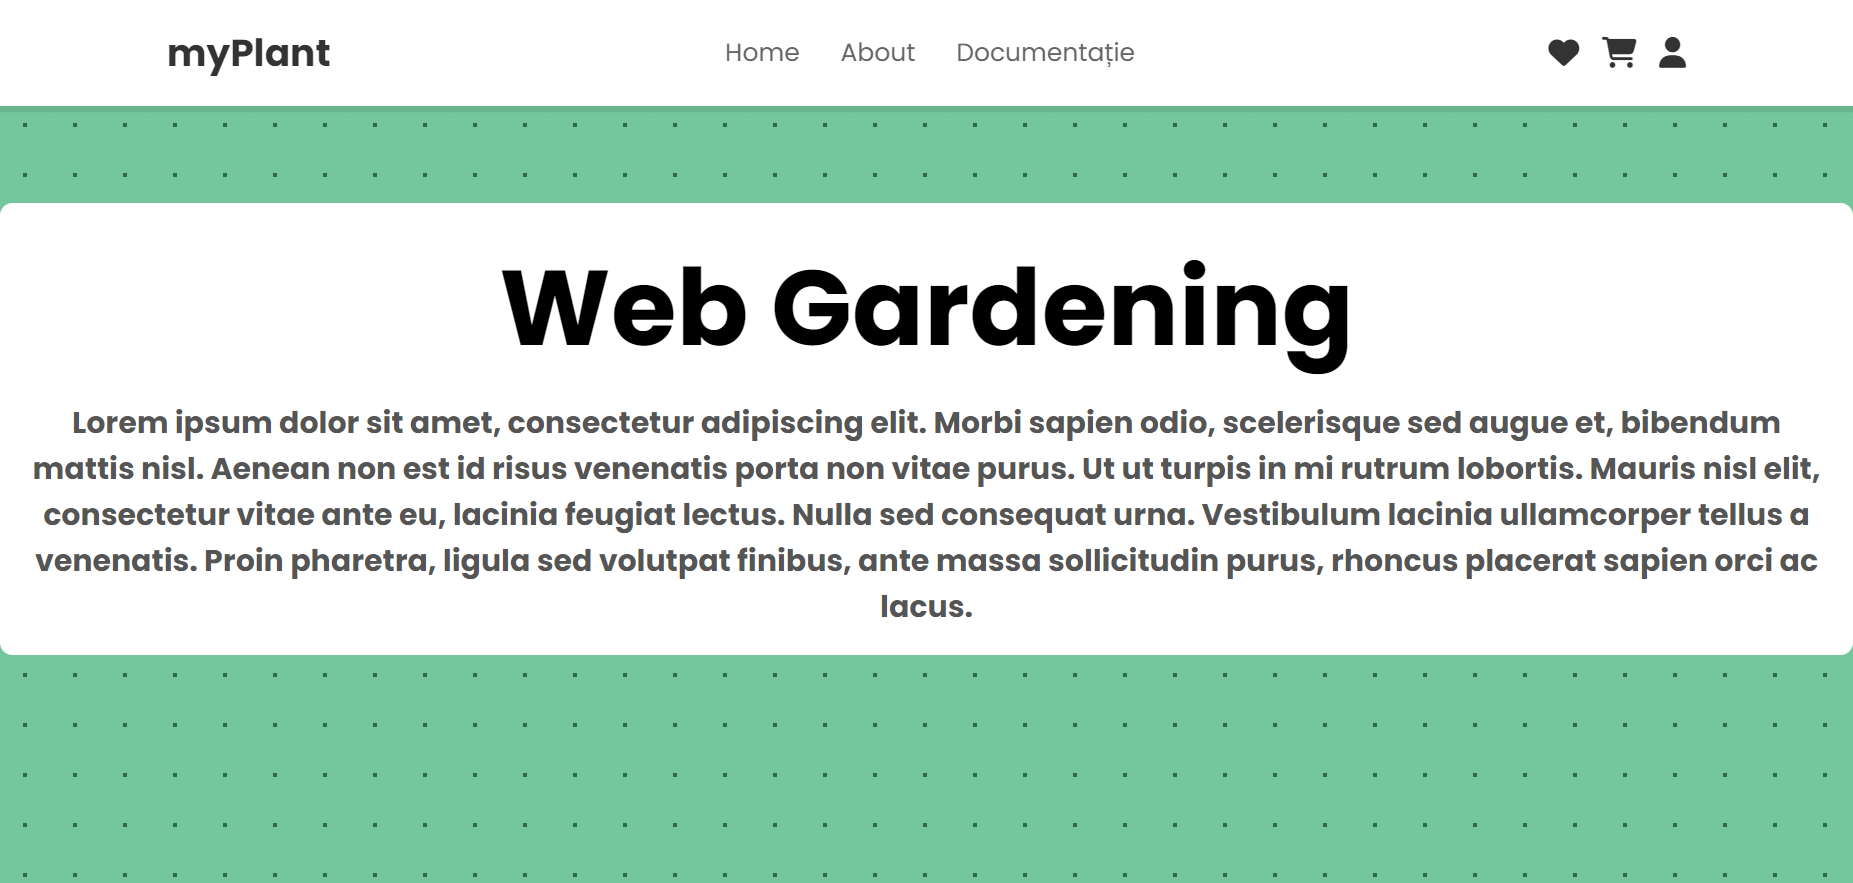 myPlant
Home About Documentație
Web Gardening
Lorem ipsum dolor sit amet, consectetur adipiscing elit. Morbi sapien odio, scelerisque sed augue et, bibendum
mattis nisl. Aenean non est id risus venenatis porta non vitae purus. Ut ut turpis in mi rutrum lobortis. Mauris nisl elit,
consectetur vitae ante eu, lacinia feugiat lectus. Nulla sed consequat urna. Vestibulum lacinia ullamcorper tellus a
venenatis. Proin pharetra, ligula sed volutpat finibus, ante massa sollicitudin purus, rhoncus placerat sapien orci ac
lacus.